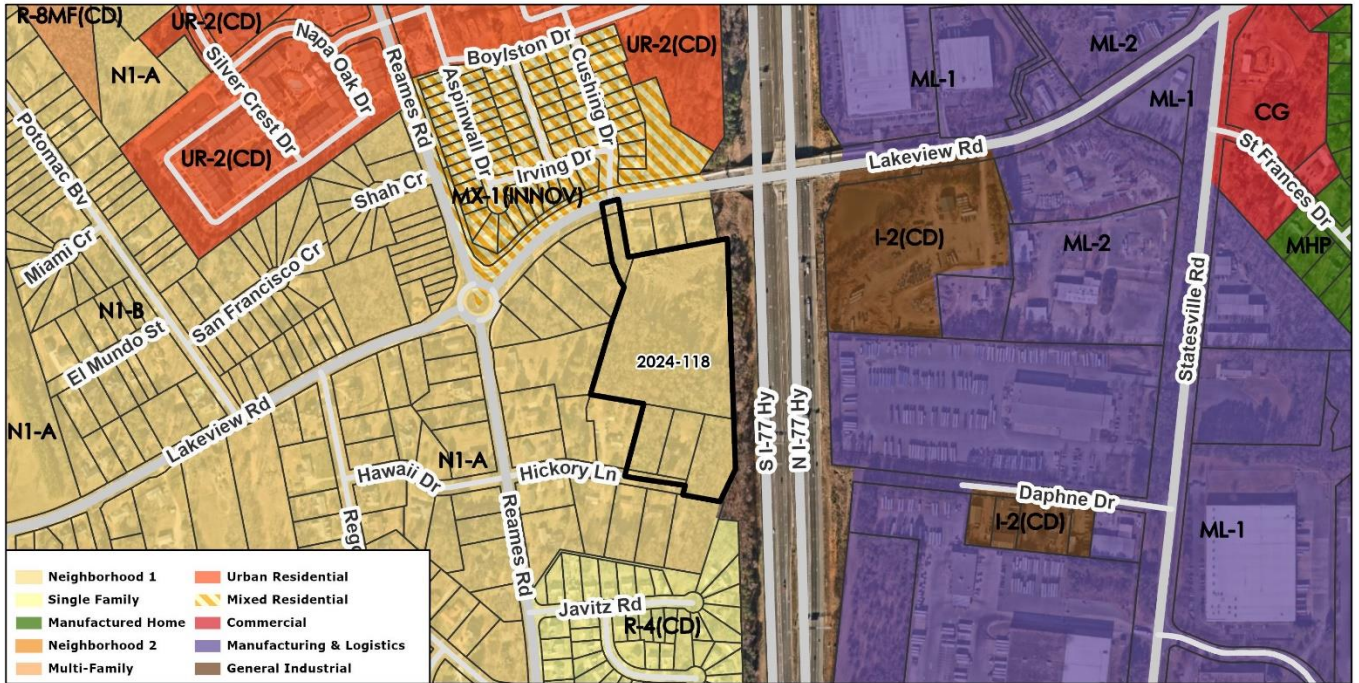 R-8MF(CD)
UR-2(CD)
N1-A
Napa Oak Dr
Silver Crest Dr
UR-2(CD)
Reames Rd
Boylston Dr
Aspinwall Dr
Cushing Dr
Irving Dr
UR-2(CD)
MX-1(INNOV)
Shah Cr
Potomac Bv
Miami Cr
N1-B
El Mundo St
San Francisco Cr
N1-A
Lakeview Rd
Hawaii Dr
N1-A
Hickory Ln
Reames Rd
Javitz Rd
R-4(CD)
2024-118
S I-77 Hy
N I-77 Hy
ML-1
ML-2
ML-1
Lakeview Rd
CG
St Frances Dr
MHP
I-2(CD)
ML-2
Statesville Rd
Daphne Dr
I-2(CD)
ML-1
Neighborhood 1
Single Family
Manufactured Home
Neighborhood 2
Multi-Family
Urban Residential
Mixed Residential
Commercial
Manufacturing & Logistics
General Industrial